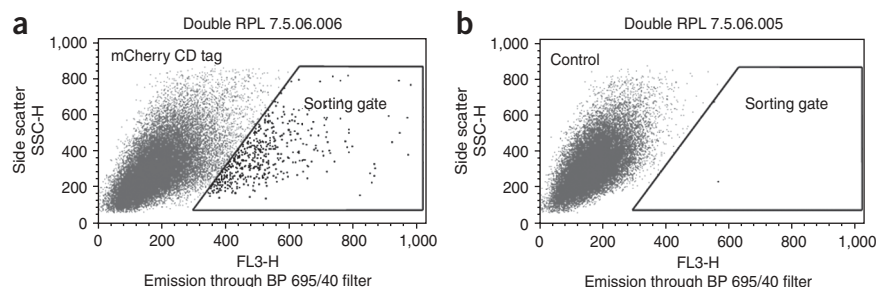 a
Double RPL 7.5.06.006
1,000
800
600
400
200
0
Side scatter
SSC-H
mCherry CD tag
Sorting gate
0 200 400 600 800 1,000
FL3-H
Emission through BP 695/40 filter
b
Double RPL 7.5.06.005
1,000
800
600
400
200
0
Side scatter
SSC-H
Control
Sorting gate
0 200 400 600 800 1,000
FL3-H
Emission through BP 695/40 filter